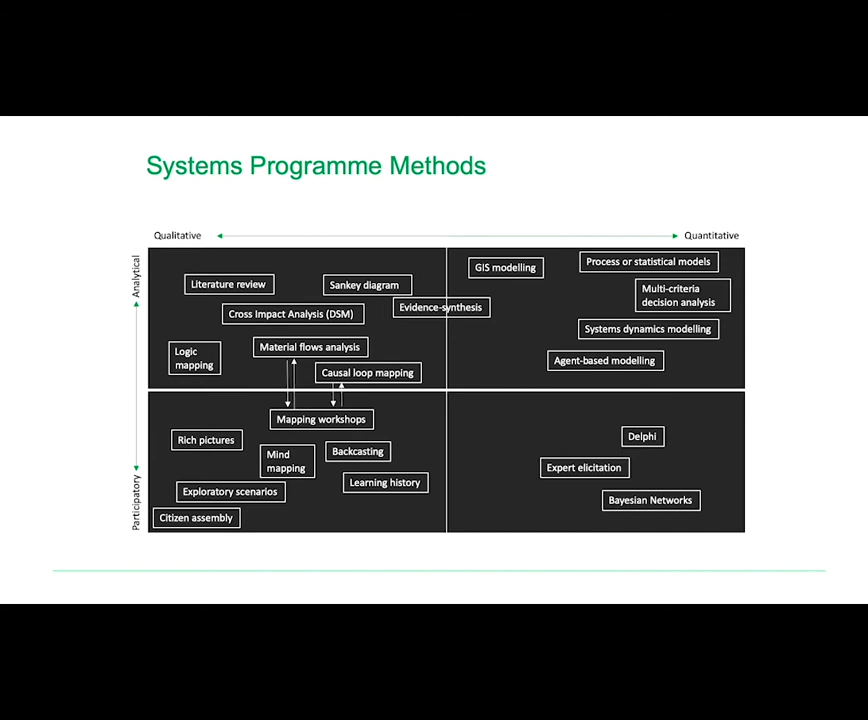 Systems Programme Methods
Qualitative
Quantitative
Analytical
Participatory
GIS modelling
Process or statistical models
Literature review
Sankey diagram
Multi-criteria
decision analysis
Evidence-synthesis
Cross Impact Analysis (DSM)
Systems dynamics modelling
Material flows analysis
Logic
mapping
Agent-based modelling
Causal loop mapping
Mapping workshops
Rich pictures
Delphi
Backcasting
Mind
mapping
Expert elicitation
Learning history
Exploratory scenarios
Bayesian Networks
Citizen assembly